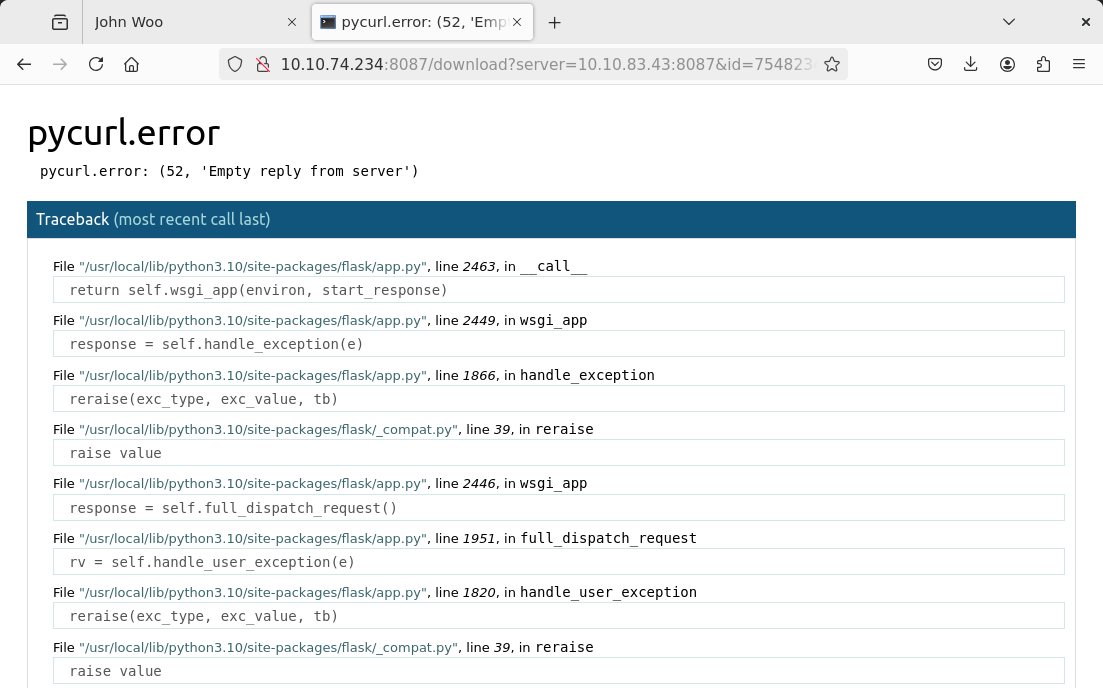 John Woo
pycurl.error: (52, 'Emp
10.10.74.234:8087/download?server=10.10.83.43:8087&id=754823
pycurl.error
pycurl.error: (52, 'Empty reply from server')
Traceback (most recent call last)
File "/usr/local/lib/python3.10/site-packages/flask/app.py", line 2463, in __call__
return self.wsgi_app(environ, start_response)
File "/usr/local/lib/python3.10/site-packages/flask/app.py", line 2449, in wsgi_app
response = self.handle_exception(e)
File "/usr/local/lib/python3.10/site-packages/flask/app.py", line 1866, in handle_exception
reraise(exc_type, exc_value, tb)
File "/usr/local/lib/python3.10/site-packages/flask/_compat.py", line 39, in reraise
raise value
File "/usr/local/lib/python3.10/site-packages/flask/app.py", line 2446, in wsgi_app
response = self.full_dispatch_request()
File "/usr/local/lib/python3.10/site-packages/flask/app.py", line 1951, in full_dispatch_request
rv = self.handle_user_exception(e)
File "/usr/local/lib/python3.10/site-packages/flask/app.py", line 1820, in handle_user_exception
reraise(exc_type, exc_value, tb)
File "/usr/local/lib/python3.10/site-packages/flask/_compat.py", line 39, in reraise
raise value